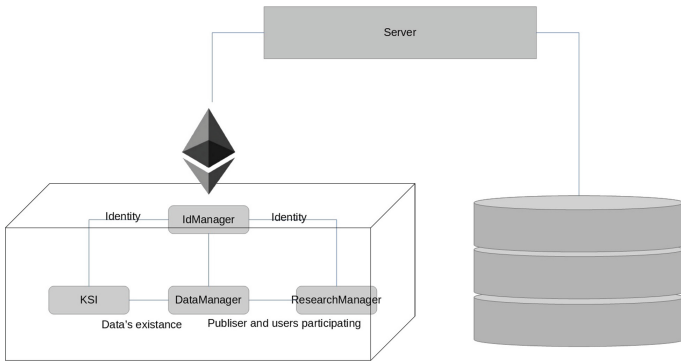 Server
Identity
IdManager
Identity
KSI
DataManager
ResearchManager
Data's existance
Publiser and users participating